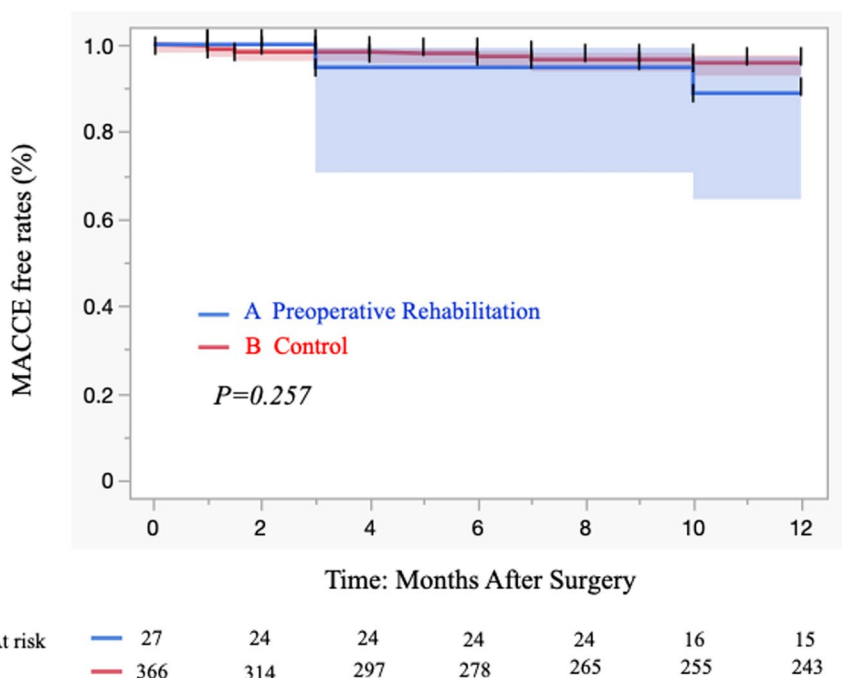 MACCE free rates (%)
1.0
0.8
0.6
0.4
0.2
0
A Preoperative Rehabilitation
B Control
P=0.257
0 2 4 6 8 10 12
Time: Months After Surgery
risk 27 24 24 24 24 16 15
366 314 297 278 265 255 243